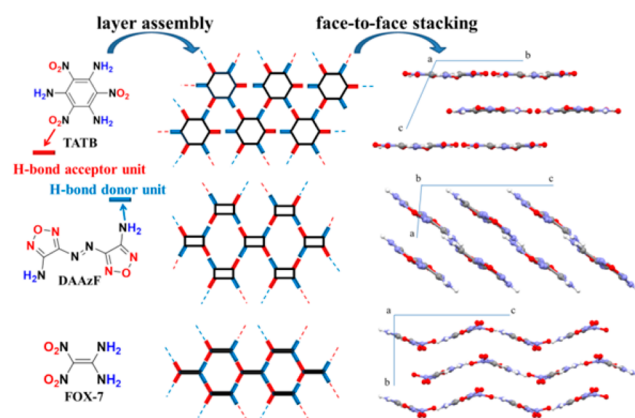 layer assembly
face-to-face stacking
NO₂
O₂N
NH₂
H₂N
NO₂
NH₂
TATB
H-bond acceptor unit
H-bond donor unit
a
b
c
NH₂
N
O
N
N
N
N
O
N
H₂N
DAAzF
b
c
a
O₂N
NH₂
O₂N
NH₂
FOX-7
a
c
b